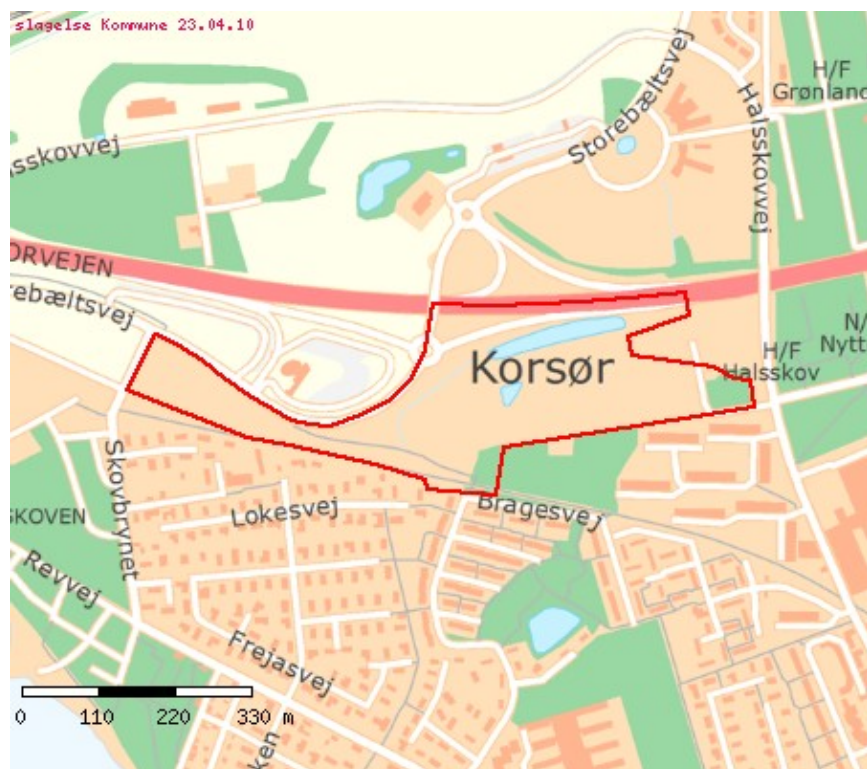 slagelse Kommune 23.04.10
H/F
Grønland
Storebæltsvej
Halsskovvej
sskovvej
ORVEJEN
rebæltsvej
N/
Nytt
H/F
Halsskov
Korsør
Skovbrynet
Lokesvej
Bragesvej
SKOVEN
Revvej
Frejasvej
ken
0 110 220 330 m